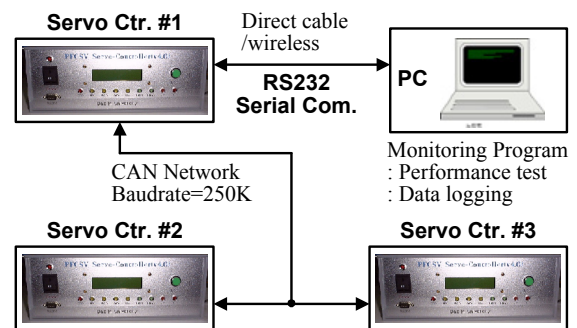 Servo Ctr. #1
Direct cable
/wireless
RS232
Serial Com.
PC
Monitoring Program
: Performance test
: Data logging
CAN Network
Baudrate=250K
Servo Ctr. #2
Servo Ctr. #3